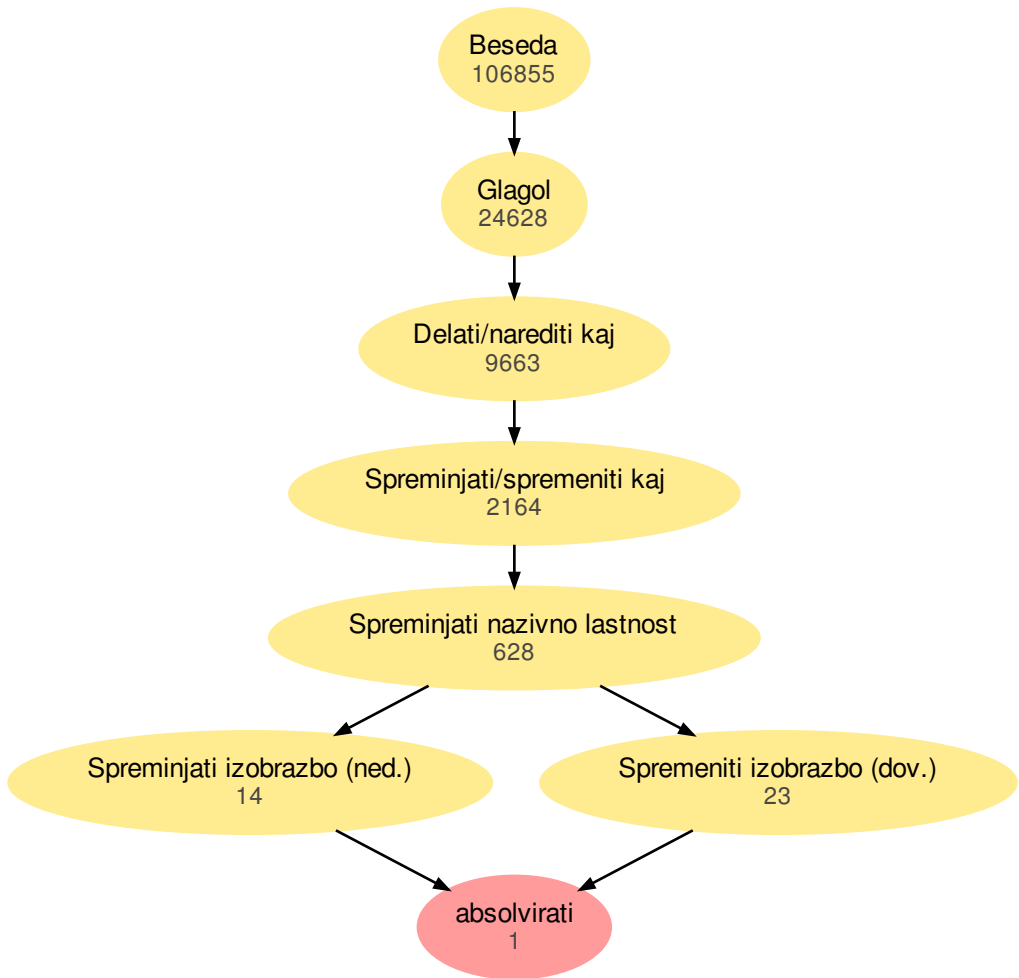 Beseda
106855
Glagol
24628
Delati/narediti kaj
9663
Spreminjati/spremeniti kaj
2164
Spreminjati nazivno lastnost
628
Spreminjati izobrazbo (ned.)
14
Spremeniti izobrazbo (dov.)
23
absolvirati
1